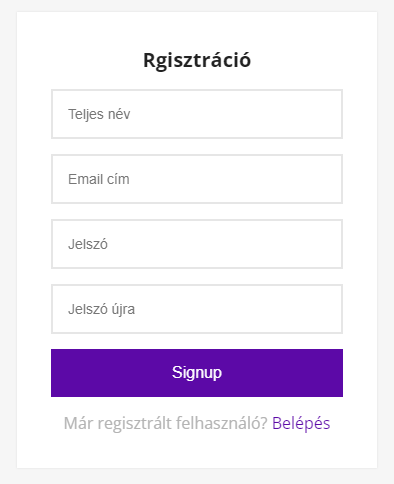 Rgisztráció
Teljes név
Email cím
Jelszó
Jelszó újra
Signup
Már regisztrált felhasználó? Belépés